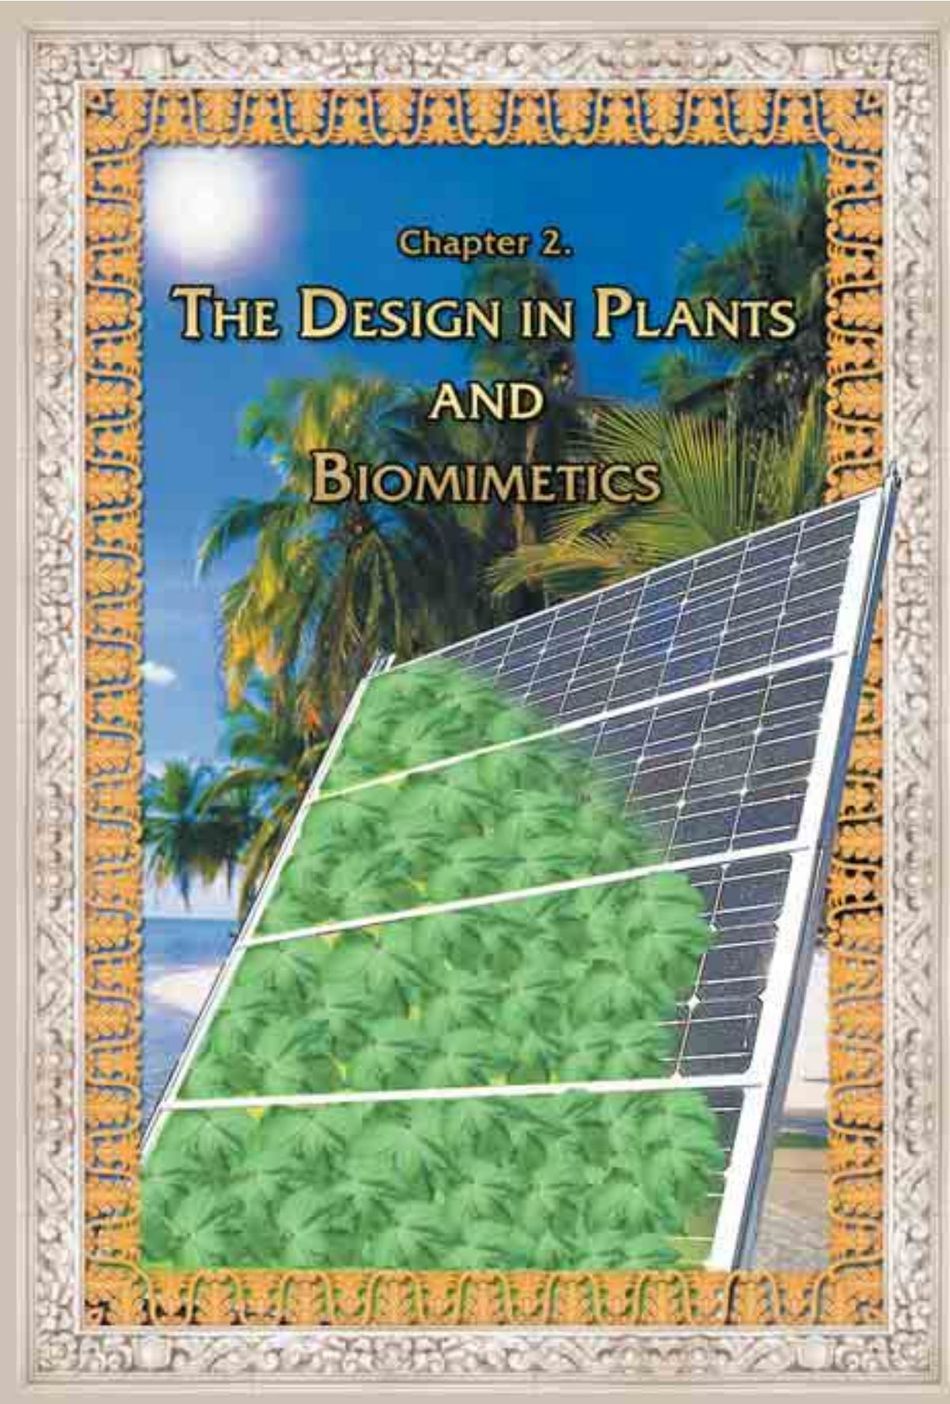 Chapter 2.
THE DESIGN IN PLANTS
AND
BIOMIMETICS